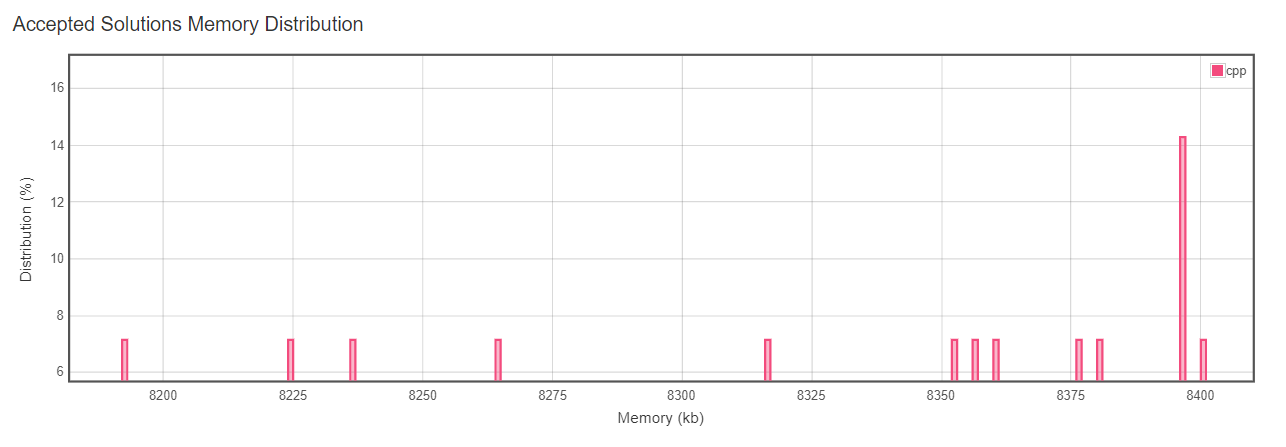 Accepted Solutions Memory Distribution
cpp
16
14
12
10
8
6
Distribution (%)
8200 8225 8250 8275 8300 8325 8350 8375 8400
Memory (kb)